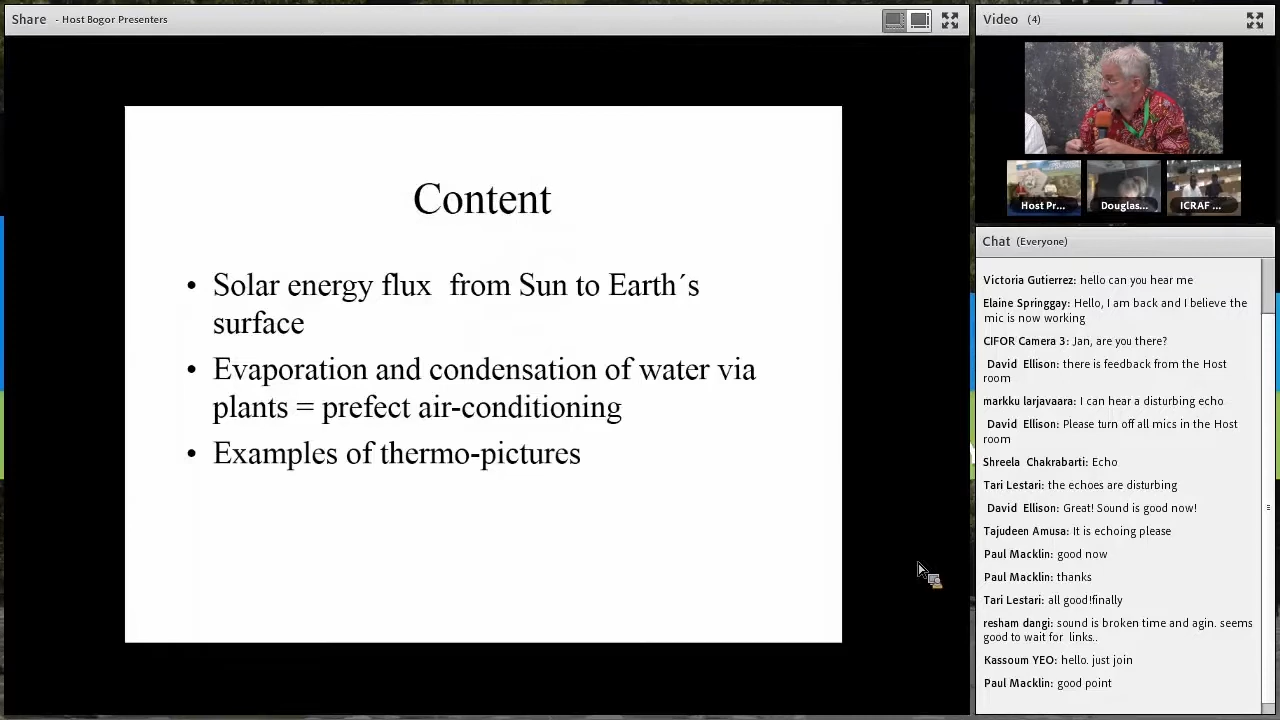 Share - Host Bogor Presenters
Content
• Solar energy flux from Sun to Earth´s
surface
• Evaporation and condensation of water via
plants = prefect air-conditioning
• Examples of thermo-pictures
Video (4)
Host Pr...
Douglas...
ICRAF ...
Chat (Everyone)
Victoria Gutierrez: hello can you hear me
Elaine Springgay: Hello, I am back and I believe the
mic is now working
CIFOR Camera 3: Jan, are you there?
David Ellison: there is feedback from the Host
room
markku larjavaara: I can hear a disturbing echo
David Ellison: Please turn off all mics in the Host
room
Shreela Chakrabarti: Echo
Tari Lestari: the echoes are disturbing
David Ellison: Great! Sound is good now!
Tajudeen Amusa: It is echoing please
Paul Macklin: good now
Paul Macklin: thanks
Tari Lestari: all good!finally
resham dangi: sound is broken time and agin. seems
good to wait for links..
Kassoum YEO: hello. just join
Paul Macklin: good point